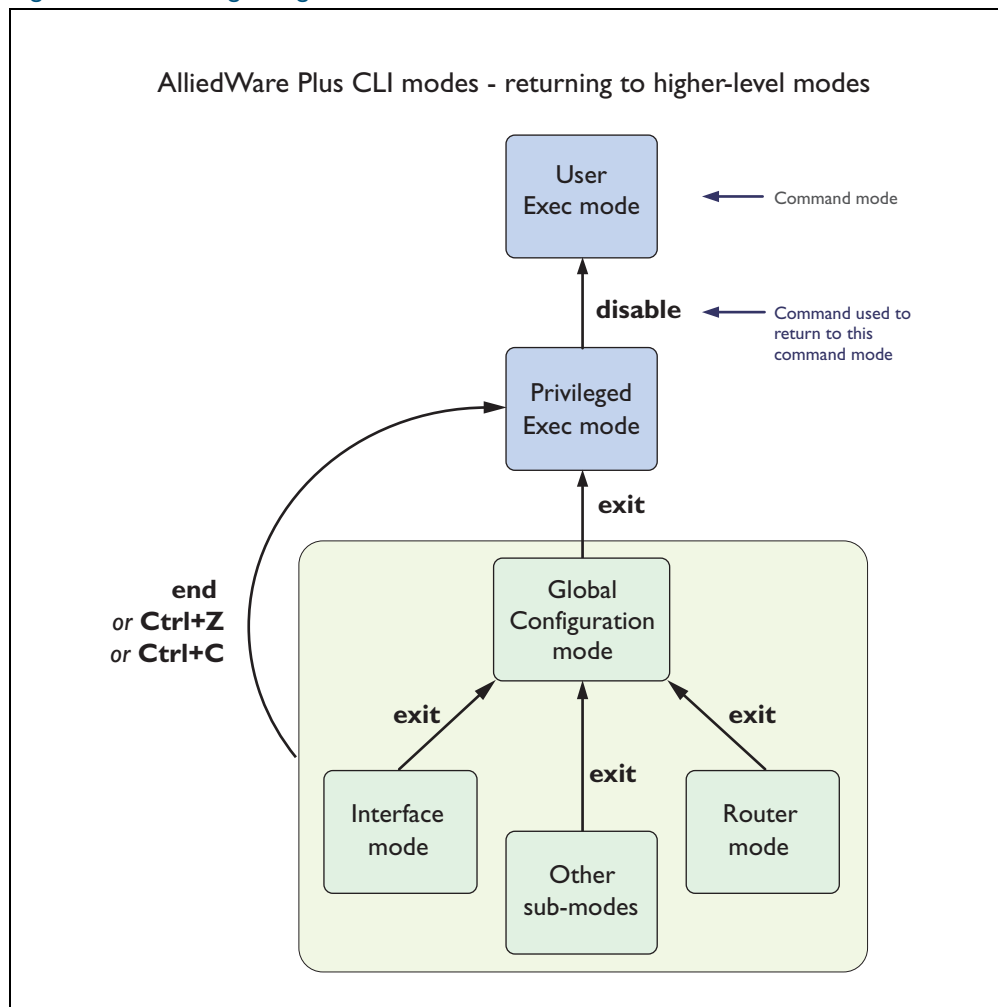 AlliedWare Plus CLI modes - returning to higher-level modes
User
Exec mode
Command mode
disable
Command used to
return to this
command mode
Privileged
Exec mode
exit
end
or Ctrl+Z
or Ctrl+C
Global
Configuration
mode
exit
exit
exit
Interface
mode
Router
mode
Other
sub-modes